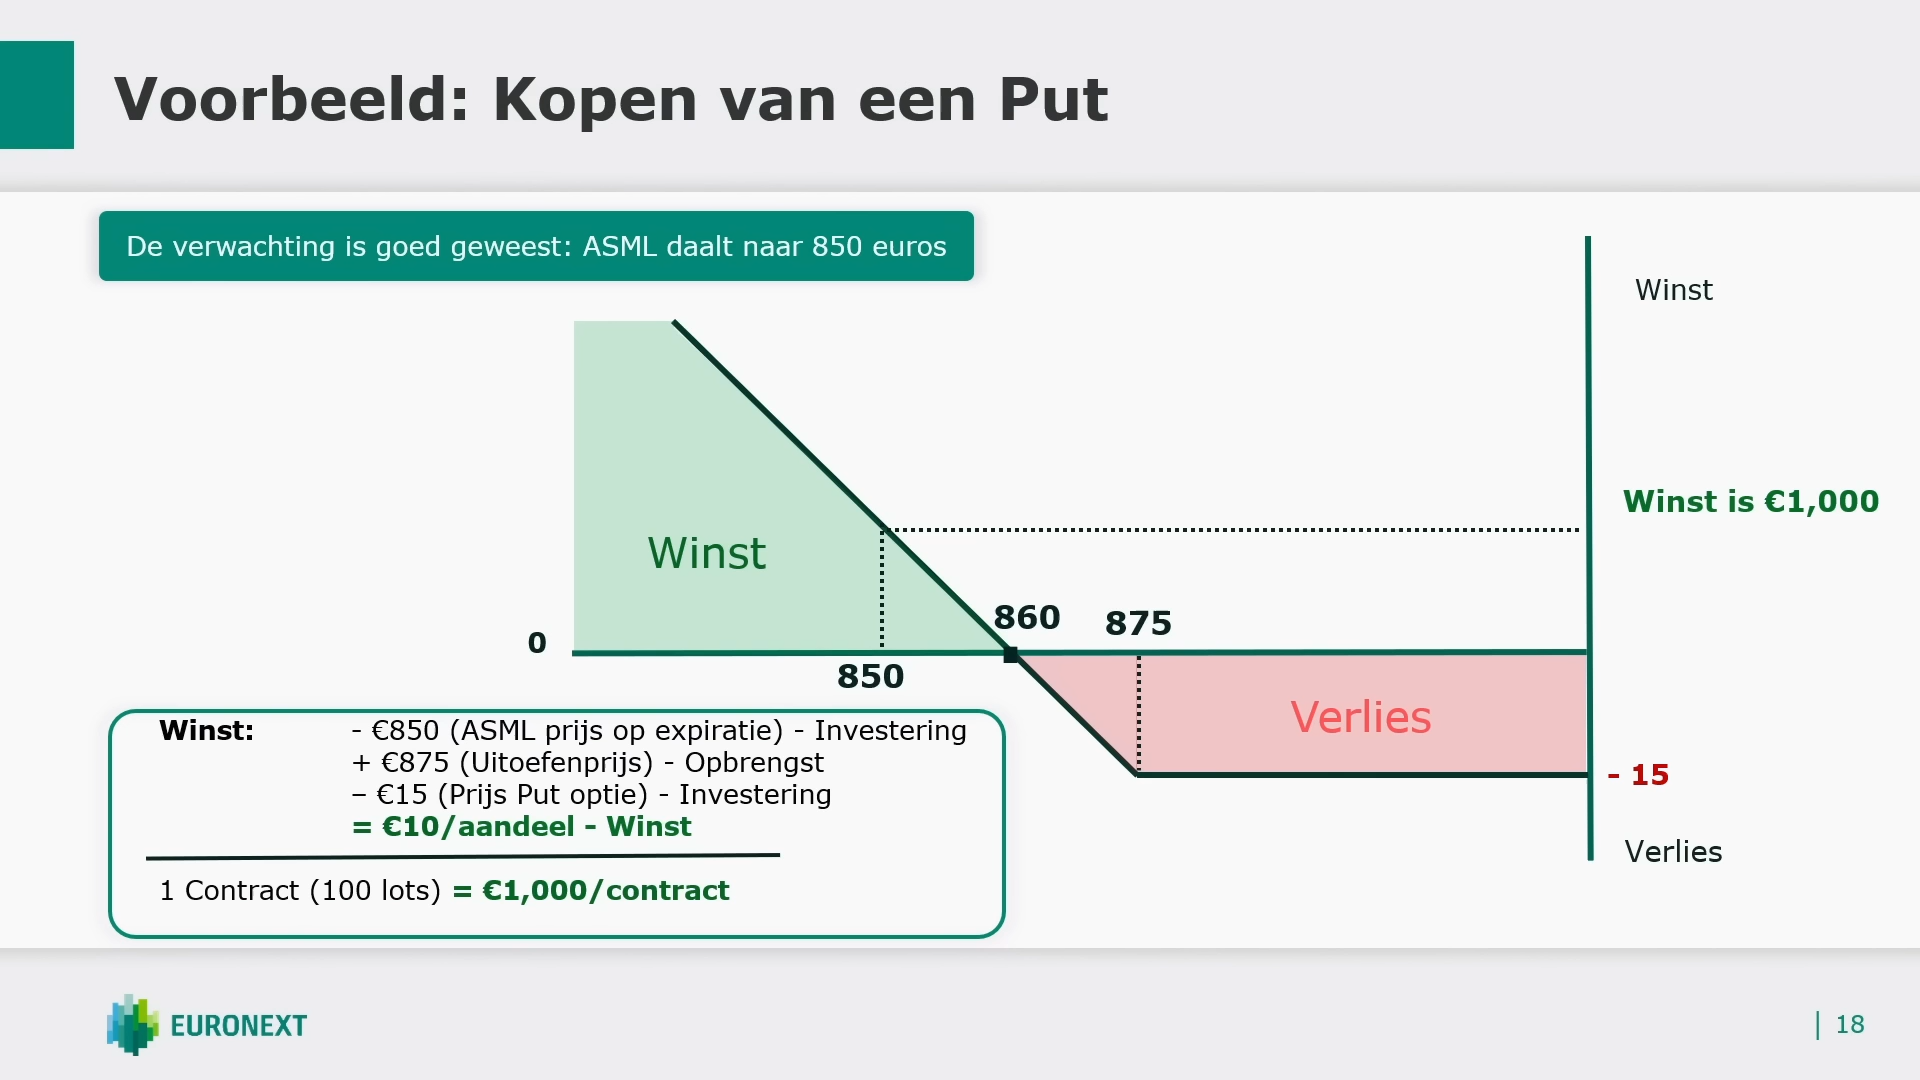 Voorbeeld: Kopen van een Put
De verwachting is goed geweest: ASML daalt naar 850 euros
Winst
Winst is €1,000
Winst
860
875
0
850
Verlies
- 15
Verlies
Winst: - €850 (ASML prijs op expiratie) - Investering
+ €875 (Uitoefenprijs) - Opbrengst
– €15 (Prijs Put optie) - Investering
= €10/aandeel - Winst
1 Contract (100 lots) = €1,000/contract
EURONEXT
| 18